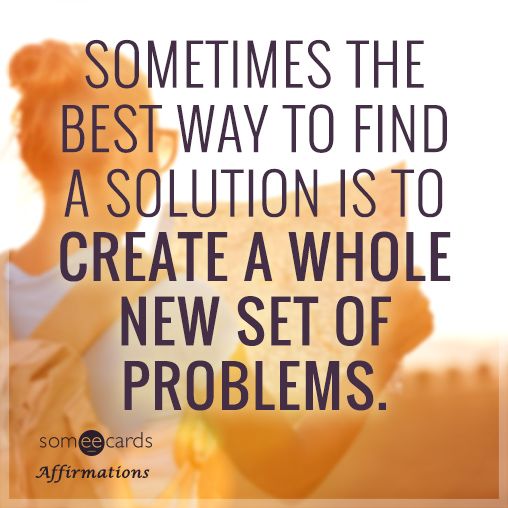 SOMETIMES THE
BEST WAY TO FIND
A SOLUTION IS TO
CREATE A WHOLE
NEW SET OF
PROBLEMS.
someecards
Affirmations